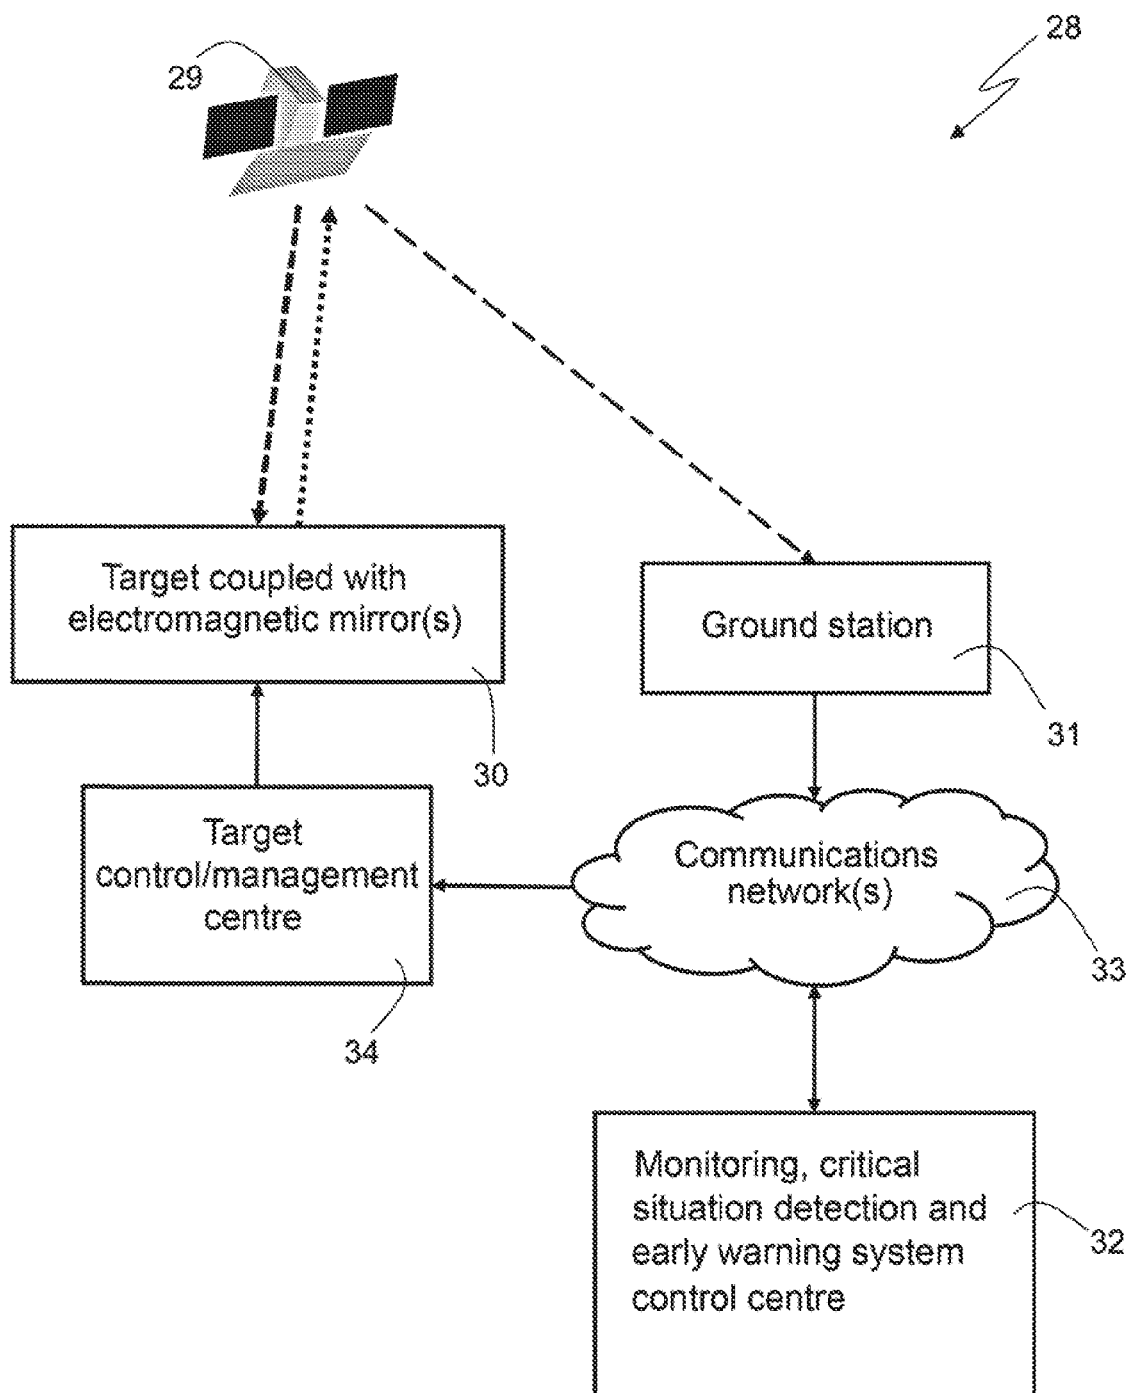 28
29
Target coupled with
electromagnetic mirror(s)
Ground station
31
30
Target
control/management
centre
Communications
network(s)
33
34
Monitoring, critical
situation detection and
early warning system
control centre
32